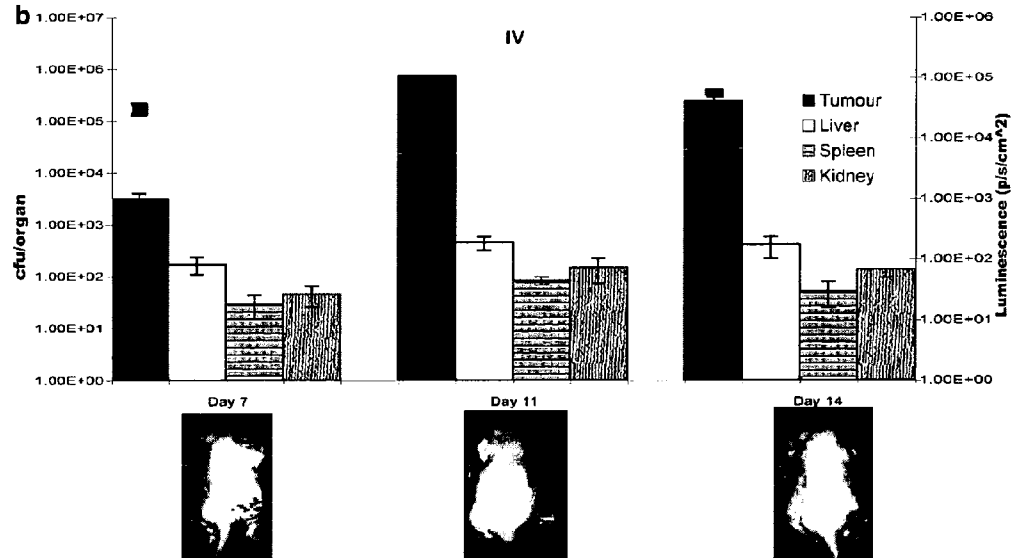 b
IV
1.00E+07
1.00E+06
1.00E+05
1.00E+04
1.00E+03
1.00E+02
1.00E+01
1.00E+00
cfu/organ
1.00E+06
1.00E+05
1.00E+04
1.00E+03
1.00E+02
1.00E+01
1.00E+00
Luminescence (p/s/cm^2)
Tumour
Liver
Spleen
Kidney
Day 7
Day 11
Day 14